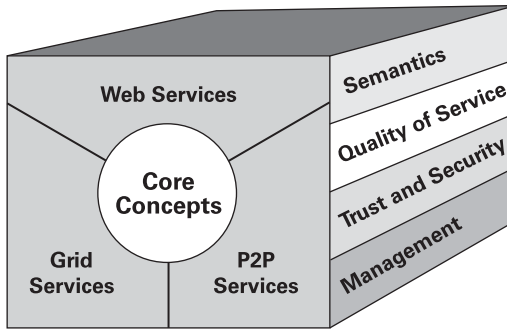 Web Services
Core
Concepts
Grid
Services
P2P
Services
Semantics
Quality of Service
Trust and Security
Management